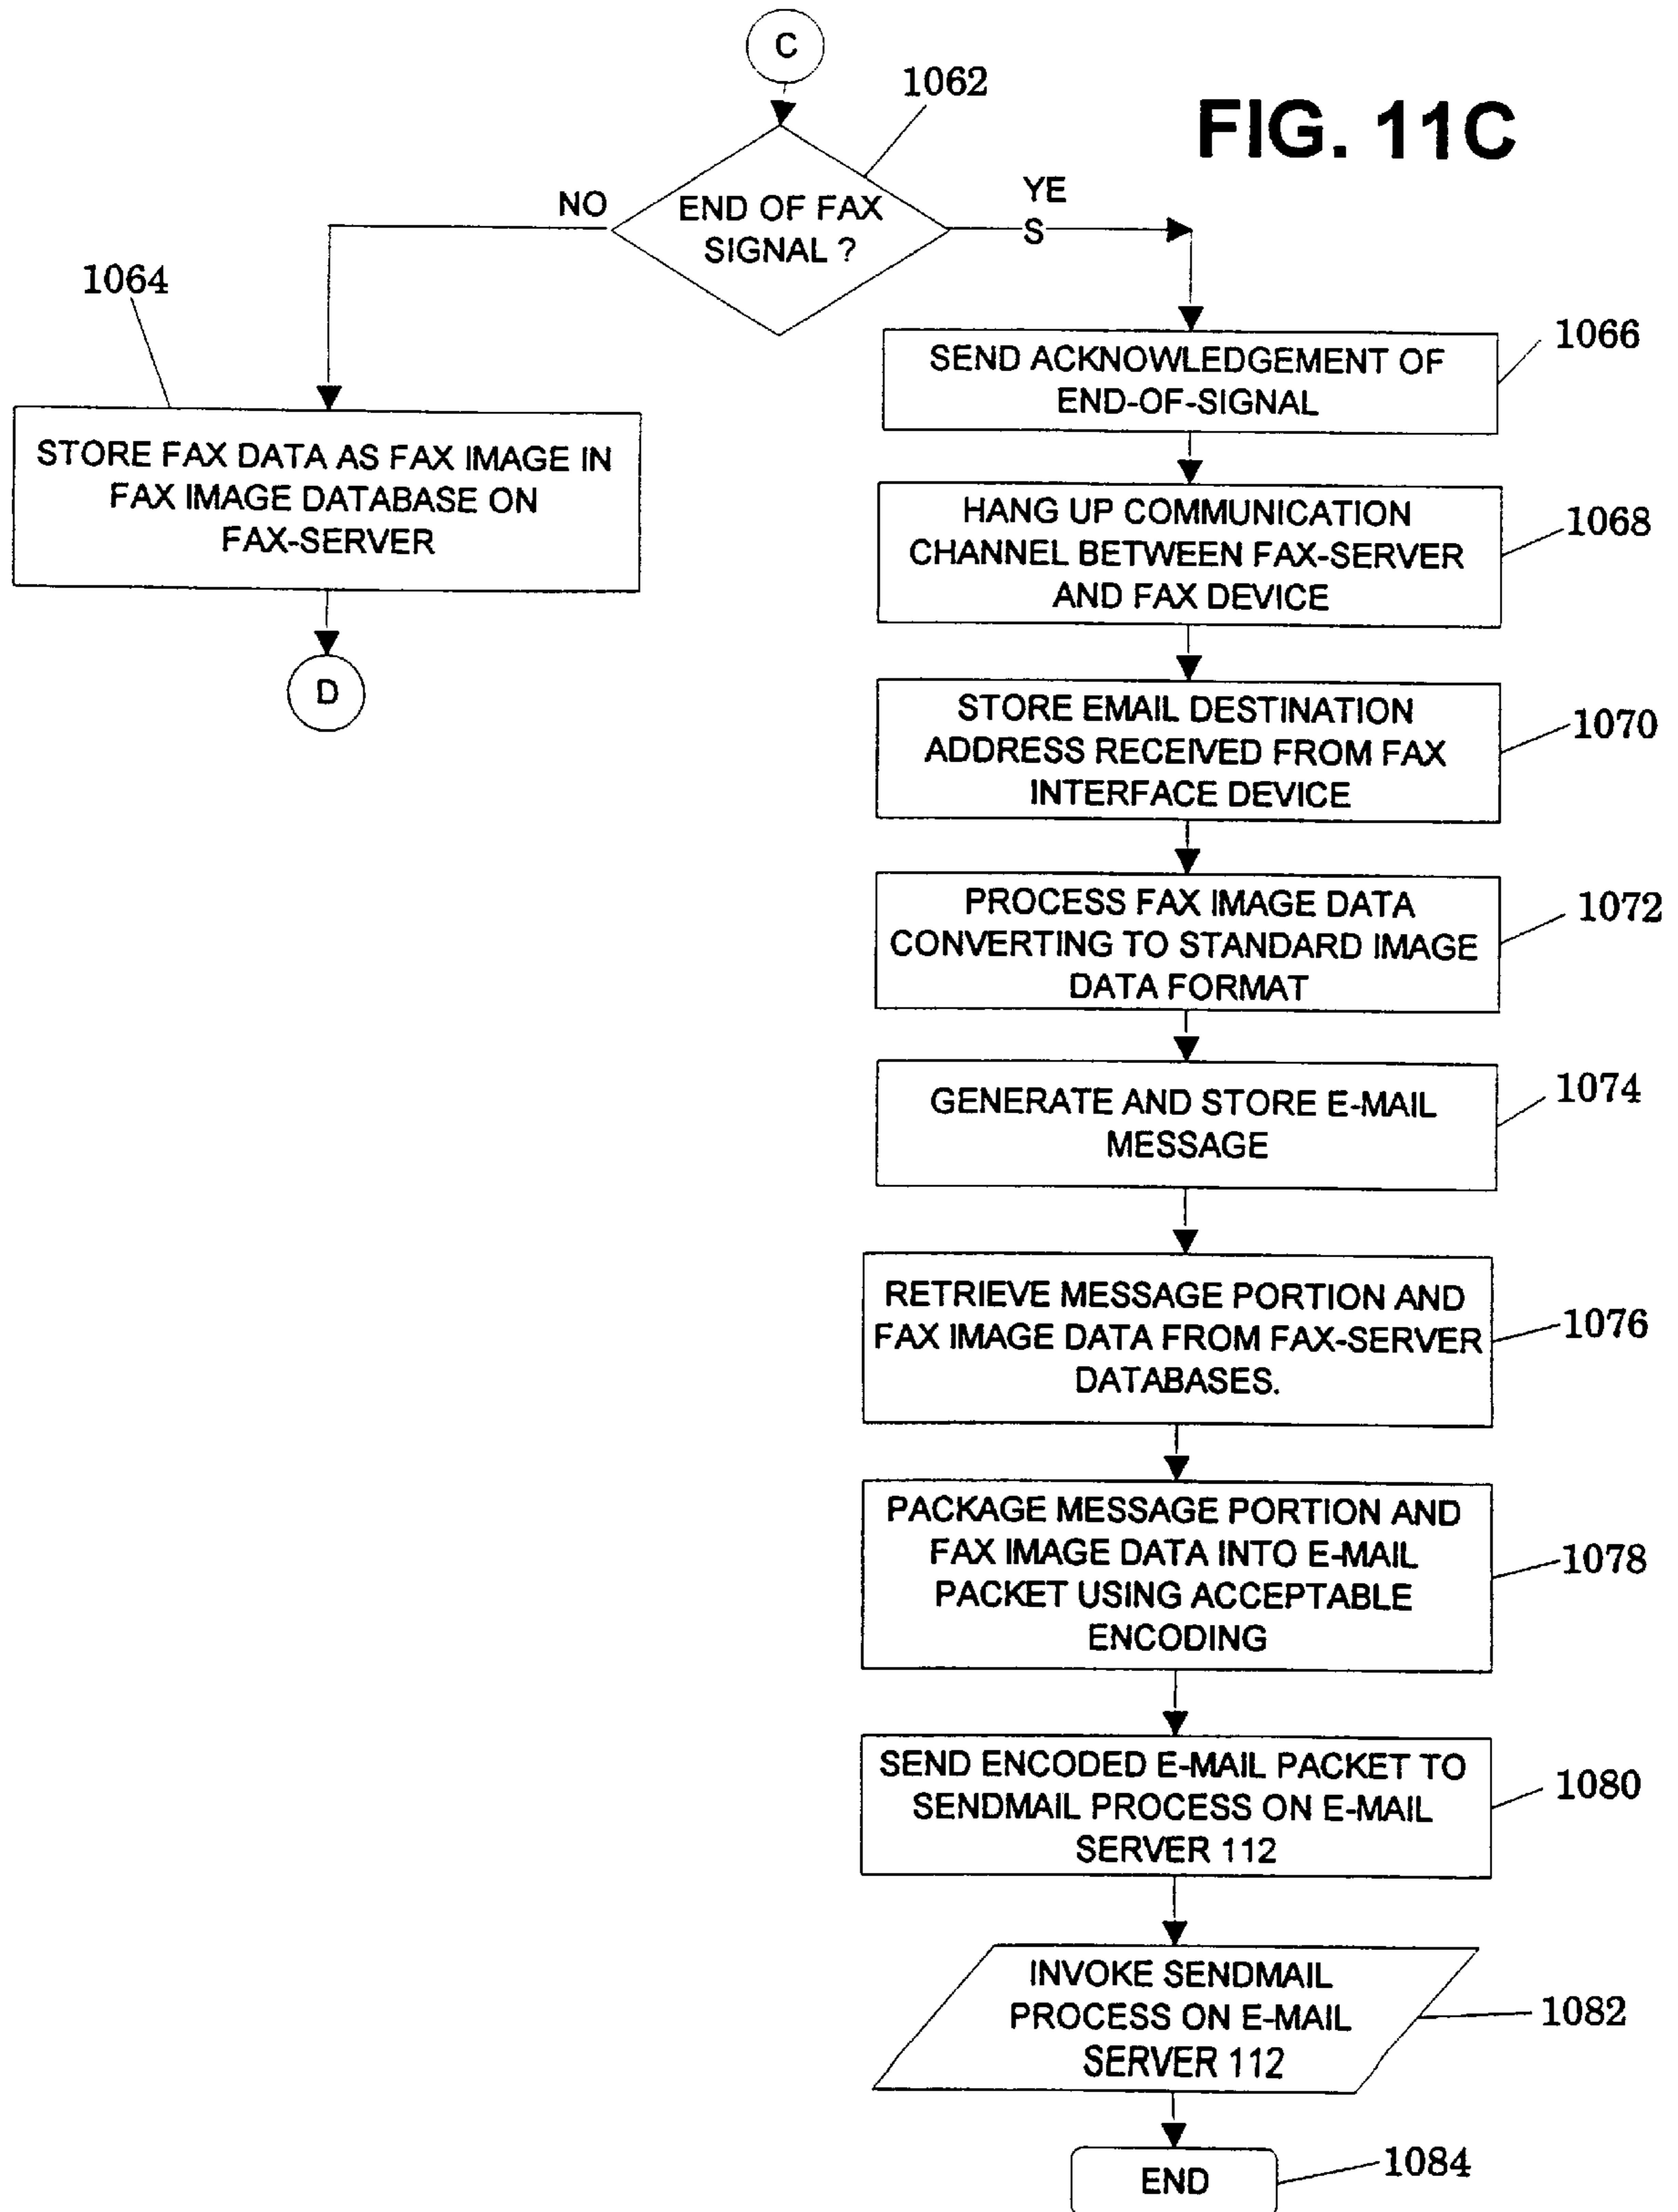 C
1062
FIG. 11C
NO
END OF FAX
SIGNAL ?
YE
S
1064
STORE FAX DATA AS FAX IMAGE IN
FAX IMAGE DATABASE ON
FAX-SERVER
D
SEND ACKNOWLEDGEMENT OF
END-OF-SIGNAL
1066
HANG UP COMMUNICATION
CHANNEL BETWEEN FAX-SERVER
AND FAX DEVICE
1068
STORE EMAIL DESTINATION
ADDRESS RECEIVED FROM FAX
INTERFACE DEVICE
1070
PROCESS FAX IMAGE DATA
CONVERTING TO STANDARD IMAGE
DATA FORMAT
1072
GENERATE AND STORE E-MAIL
MESSAGE
1074
RETRIEVE MESSAGE PORTION AND
FAX IMAGE DATA FROM FAX-SERVER
DATABASES.
1076
PACKAGE MESSAGE PORTION AND
FAX IMAGE DATA INTO E-MAIL
PACKET USING ACCEPTABLE
ENCODING
1078
SEND ENCODED E-MAIL PACKET TO
SENDMAIL PROCESS ON E-MAIL
SERVER 112
1080
INVOKE SENDMAIL
PROCESS ON E-MAIL
SERVER 112
1082
END
1084